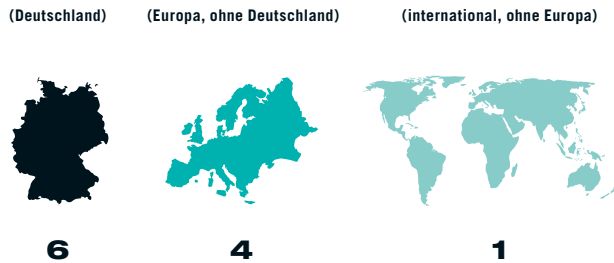 (Deutschland) (Europa, ohne Deutschland) (international, ohne Europa)
6 4 1